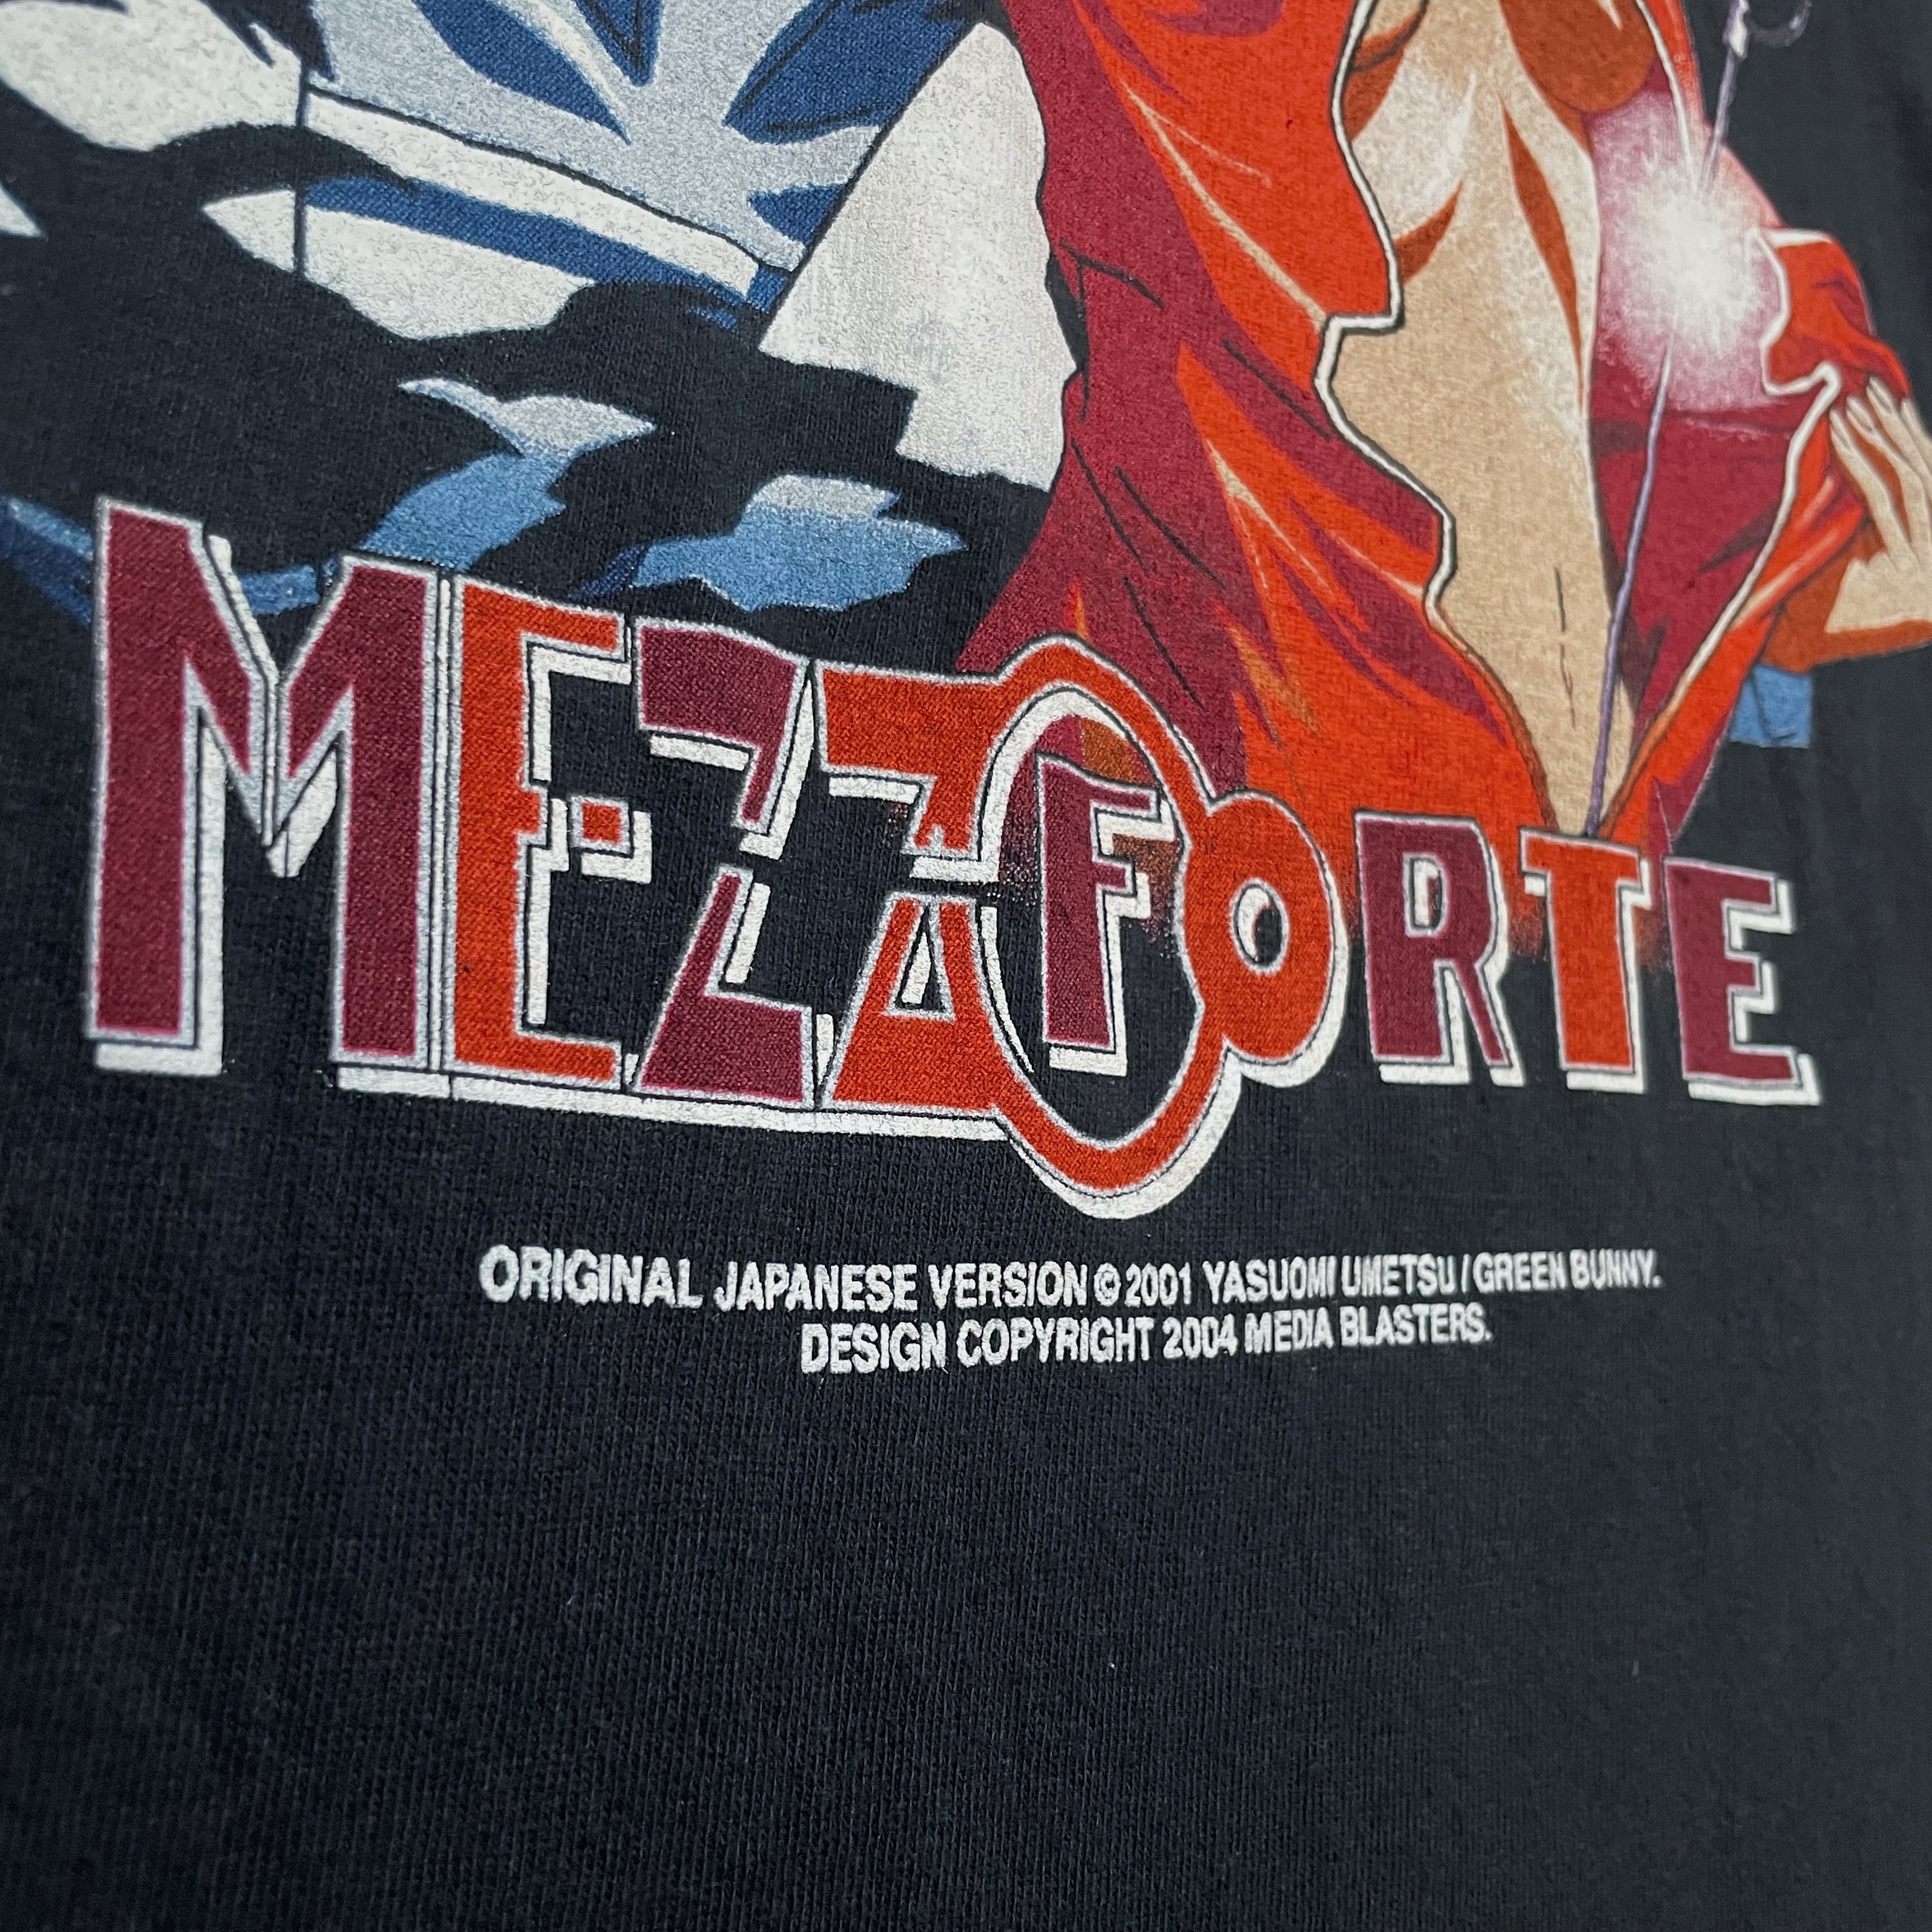 MEZZO FORTE
ORIGINAL JAPANESE VERSION © 2001 YASUOMI UMETSU / GREEN BUNNY.
DESIGN COPYRIGHT 2004 MEDIA BLASTERS.